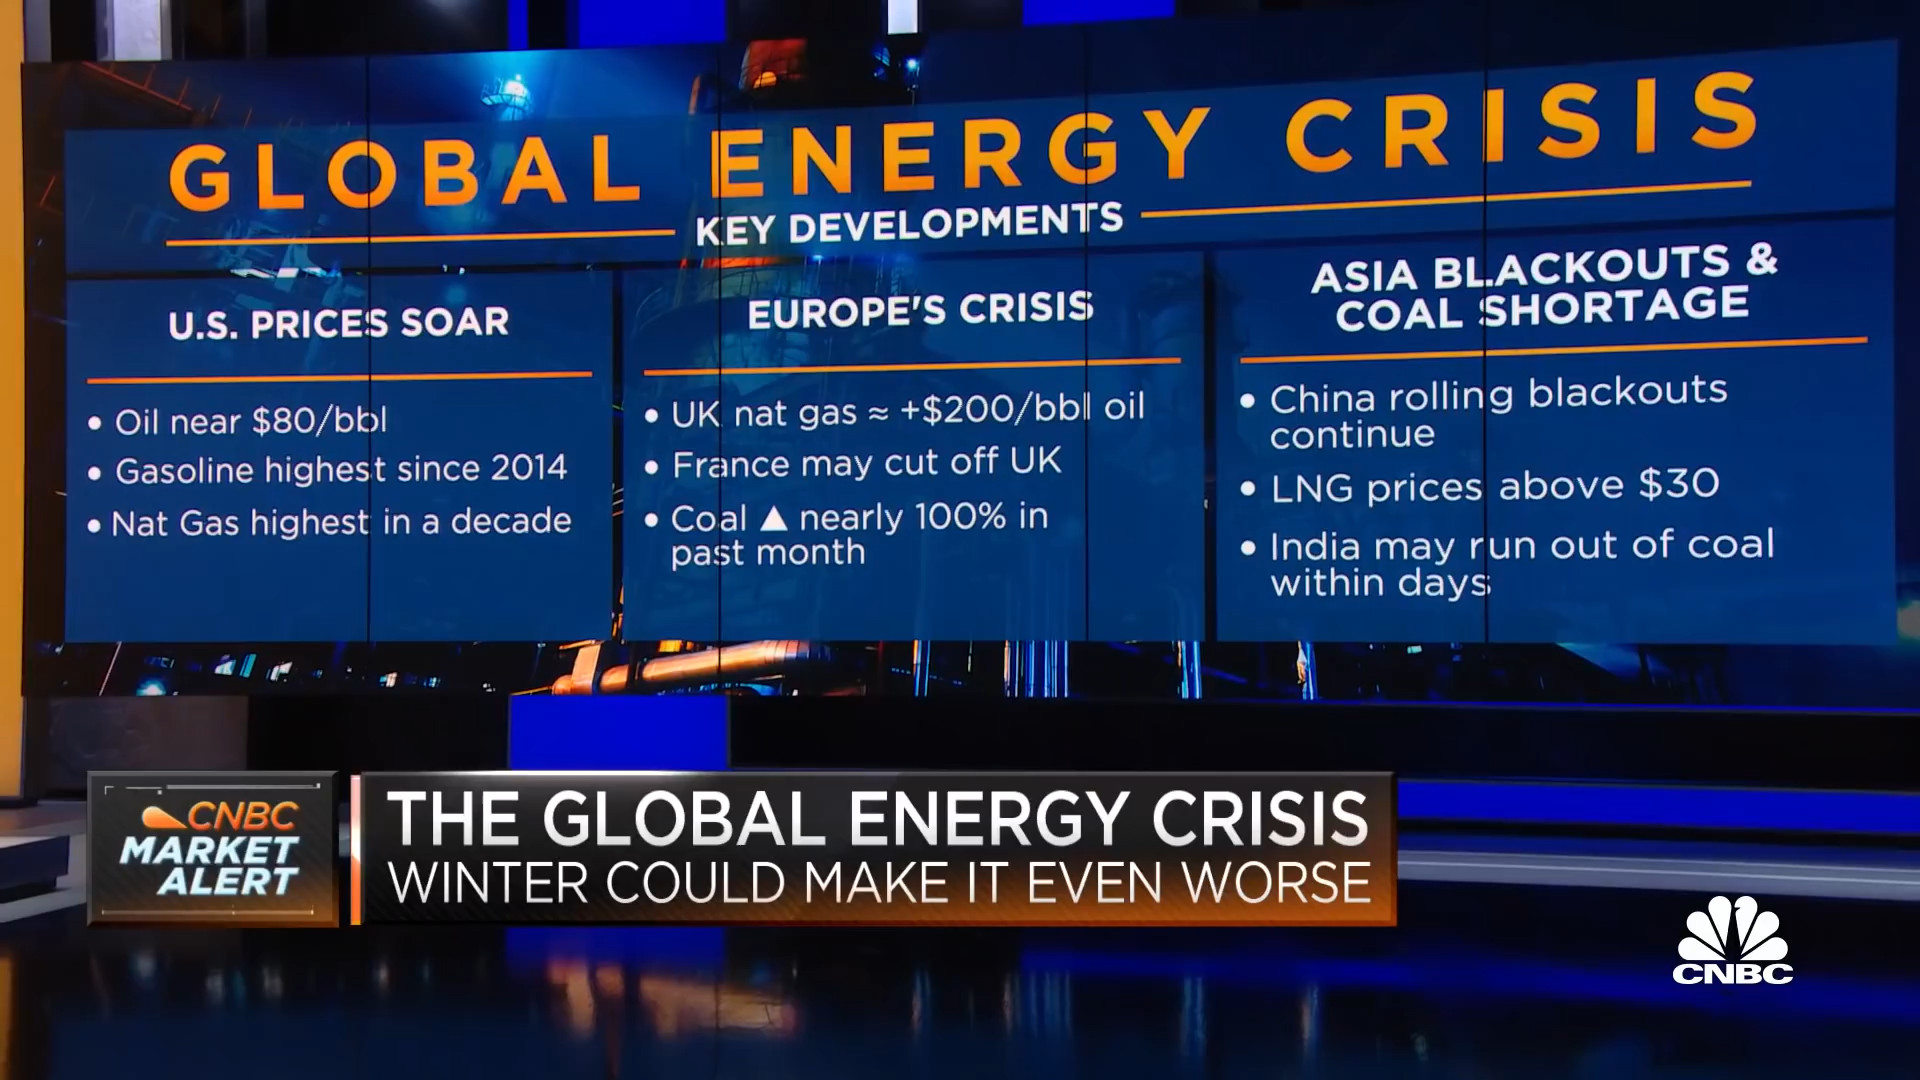 GLOBAL ENERGY CRISIS
KEY DEVELOPMENTS
U.S. PRICES SOAR
• Oil near $80/bbl
• Gasoline highest since 2014
• Nat Gas highest in a decade
EUROPE'S CRISIS
• UK nat gas ≈ +$200/bbl oil
• France may cut off UK
• Coal ▲ nearly 100% in
past month
ASIA BLACKOUTS &
COAL SHORTAGE
• China rolling blackouts
continue
• LNG prices above $30
• India may run out of coal
within days
CNBC
MARKET
ALERT
THE GLOBAL ENERGY CRISIS
WINTER COULD MAKE IT EVEN WORSE
CNBC